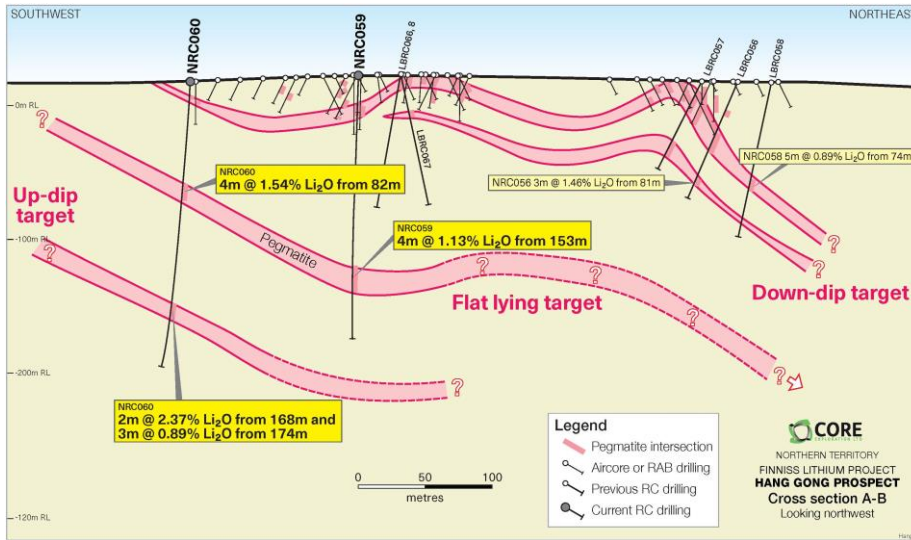 SOUTHWEST
NORTHEAS
NRC060
NRC059
LBRC066, 8
LBRC067
LBRC057
LBRC056
LBRC058
0m RL
?
NRC060
4m @ 1.54% Li₂O from 82m
NRC056 3m @ 1.46% Li₂O from 81m
NRC058 5m @ 0.89% Li₂O from 74m
Up-dip
target
NRC059
4m @ 1.13% Li₂O from 153m
-100m RL
?
Pegmatite
?
?
?
?
?
?
Flat lying target
Down-dip target
-200m RL
?
?
NRC060
2m @ 2.37% Li₂O from 168m and
3m @ 0.89% Li₂O from 174m
0
50
100
metres
Legend
Pegmatite intersection
Aircore or RAB drilling
Previous RC drilling
Current RC drilling
CORE
EXPLORATION LTD
NORTHERN TERRITORY
FINNISS LITHIUM PROJECT
HANG GONG PROSPECT
Cross section A-B
Looking northwest
-120m RL
Hang